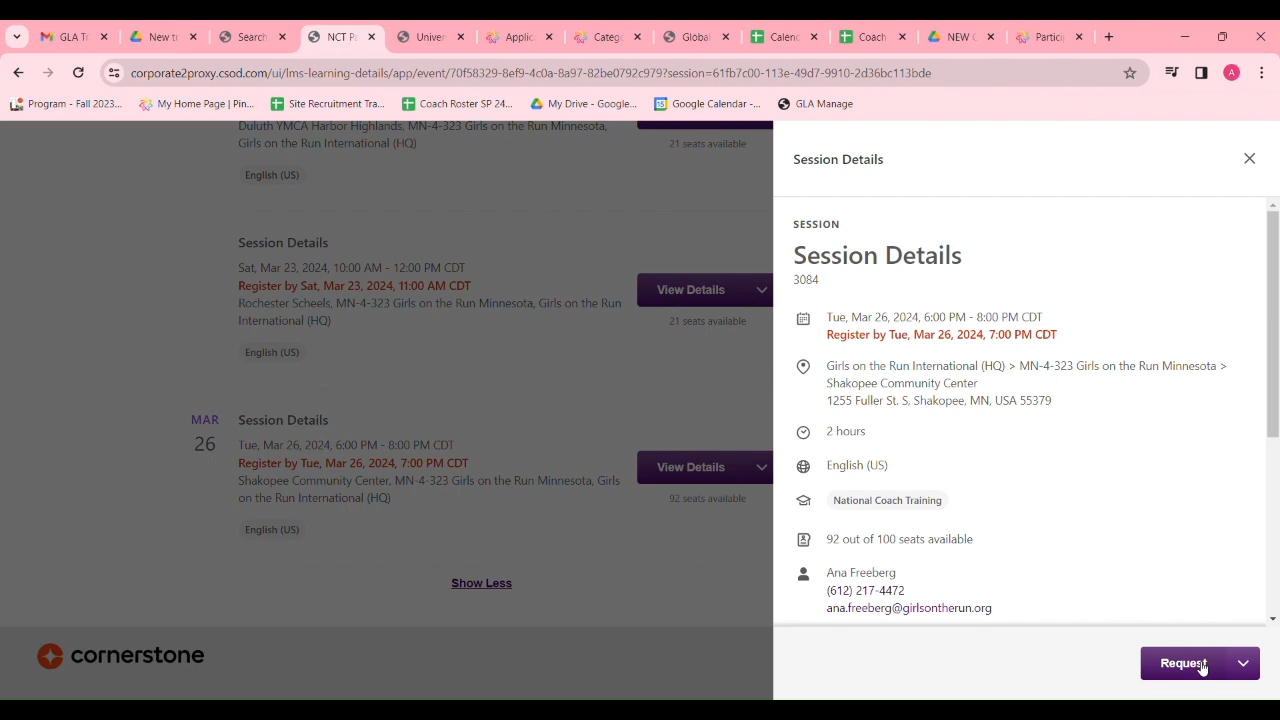 GLA Tr
New t
Search
NCT Pa
Univer
Applic
Catego
Global
Calend
Coach
NEW C
Particip
corporate2proxy.csod.com/ui/lms-learning-details/app/event/70f58329-8ef9-4c0a-8a97-82be0792c979?session=61fb7c00-113e-49d7-9910-2d36bc113bde
A
Program - Fall 2023...
My Home Page | Pin...
Site Recruitment Tra...
Coach Roster SP 24...
My Drive - Google...
Google Calendar -...
GLA Manage
Duluth YMCA Harbor Highlands, MN-4-323 Girls on the Run Minnesota,
Girls on the Run International (HQ)
21 seats available
English (US)
Session Details
Sat, Mar 23, 2024, 10:00 AM - 12:00 PM CDT
Register by Sat, Mar 23, 2024, 11:00 AM CDT
Rochester Scheels, MN-4-323 Girls on the Run Minnesota, Girls on the Run
International (HQ)
View Details
21 seats available
English (US)
MAR
26
Session Details
Tue, Mar 26, 2024, 6:00 PM - 8:00 PM CDT
Register by Tue, Mar 26, 2024, 7:00 PM CDT
Shakopee Community Center, MN-4-323 Girls on the Run Minnesota, Girls
on the Run International (HQ)
View Details
92 seats available
English (US)
Show Less
cornerstone
Session Details
SESSION
Session Details
3084
Tue, Mar 26, 2024, 6:00 PM - 8:00 PM CDT
Register by Tue, Mar 26, 2024, 7:00 PM CDT
Girls on the Run International (HQ) > MN-4-323 Girls on the Run Minnesota >
Shakopee Community Center
1255 Fuller St. S, Shakopee, MN, USA 55379
2 hours
English (US)
National Coach Training
92 out of 100 seats available
Ana Freeberg
(612) 217-4472
ana.freeberg@girlsontherun.org
Request